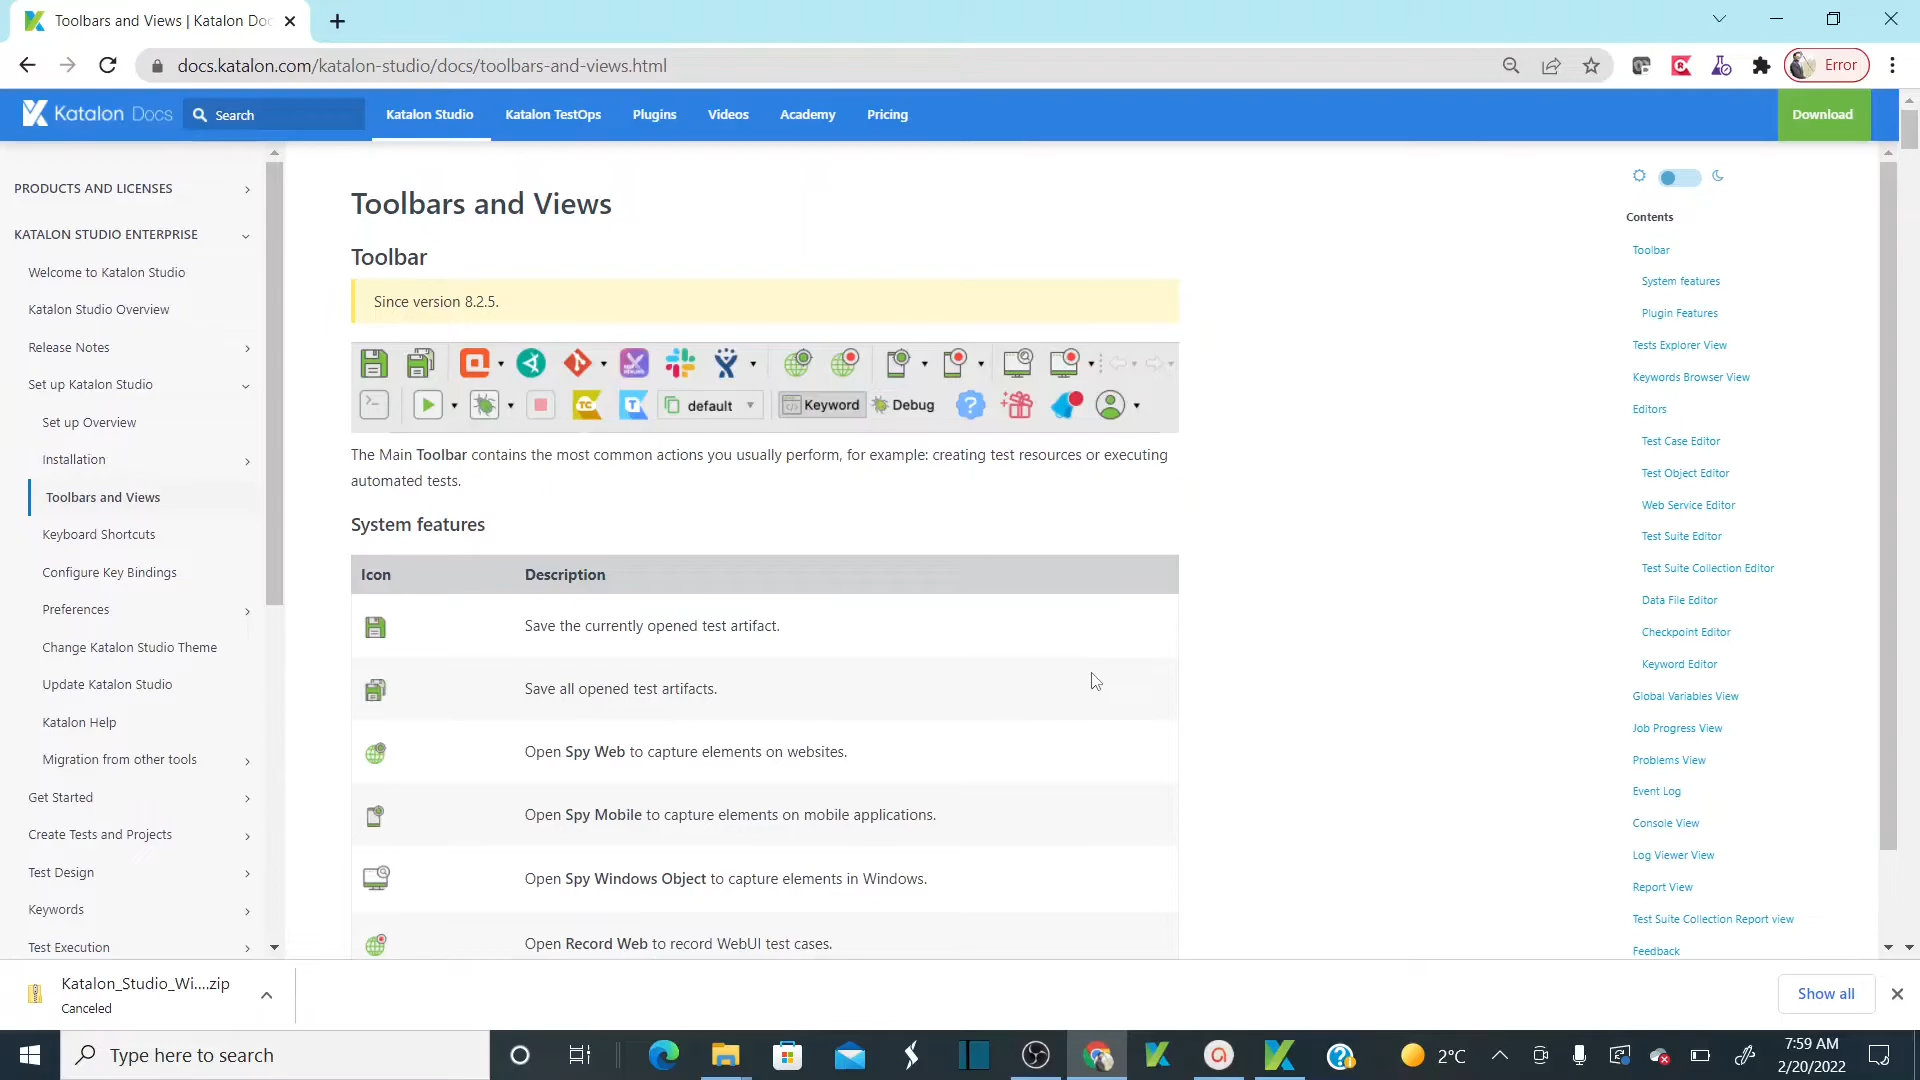 Toolbars and Views | Katalon Doc
docs.katalon.com/katalon-studio/docs/toolbars-and-views.html
Error
Katalon Docs
Search
Katalon Studio
Katalon TestOps
Plugins
Videos
Academy
Pricing
Download
PRODUCTS AND LICENSES
KATALON STUDIO ENTERPRISE
Welcome to Katalon Studio
Katalon Studio Overview
Release Notes
Set up Katalon Studio
Set up Overview
Installation
Toolbars and Views
Keyboard Shortcuts
Configure Key Bindings
Preferences
Change Katalon Studio Theme
Update Katalon Studio
Katalon Help
Migration from other tools
Get Started
Create Tests and Projects
Test Design
Keywords
Test Execution
Toolbars and Views
Toolbar
Since version 8.2.5.
TC
T
default
Keyword
Debug
The Main Toolbar contains the most common actions you usually perform, for example: creating test resources or executing
automated tests.
System features
Icon
Description
Save the currently opened test artifact.
Save all opened test artifacts.
Open Spy Web to capture elements on websites.
Open Spy Mobile to capture elements on mobile applications.
Open Spy Windows Object to capture elements in Windows.
Open Record Web to record WebUI test cases.
Contents
Toolbar
System features
Plugin Features
Tests Explorer View
Keywords Browser View
Editors
Test Case Editor
Test Object Editor
Web Service Editor
Test Suite Editor
Test Suite Collection Editor
Data File Editor
Checkpoint Editor
Keyword Editor
Global Variables View
Job Progress View
Problems View
Event Log
Console View
Log Viewer View
Report View
Test Suite Collection Report view
Feedback
Katalon_Studio_Wi....zip
Canceled
Show all
Type here to search
2°C
7:59 AM
2/20/2022